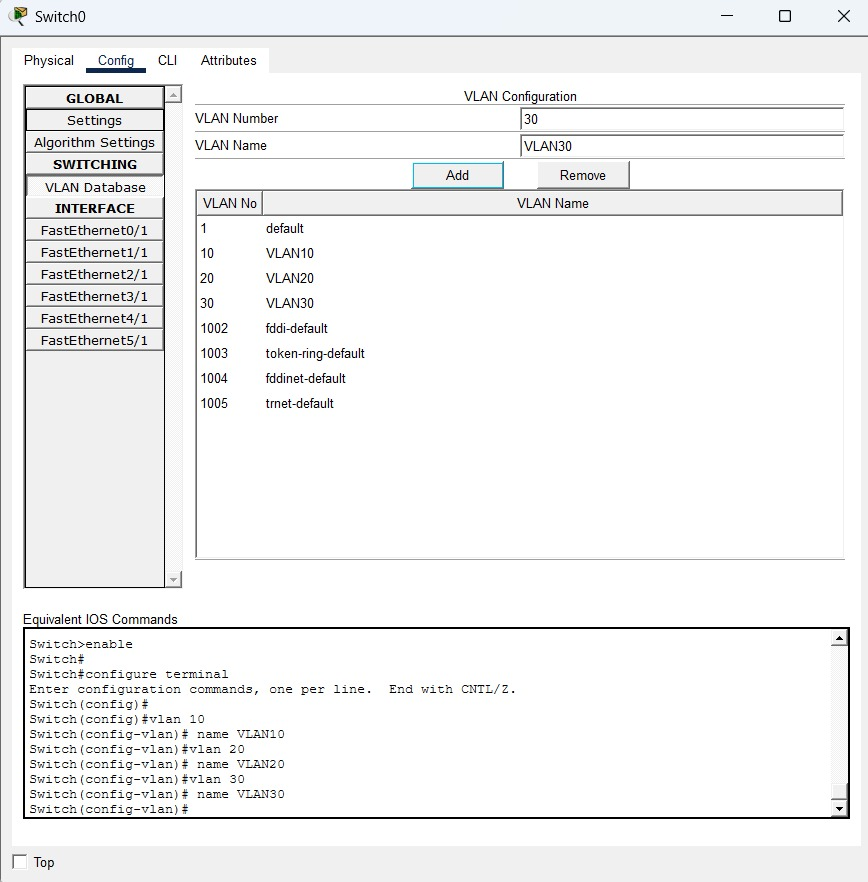 Switch0
Physical Config CLI Attributes
GLOBAL
Settings
Algorithm Settings
SWITCHING
VLAN Database
INTERFACE
FastEthernet0/1
FastEthernet1/1
FastEthernet2/1
FastEthernet3/1
FastEthernet4/1
FastEthernet5/1
VLAN Configuration
VLAN Number 30
VLAN Name VLAN30
Add Remove
VLAN No VLAN Name
1 default
10 VLAN10
20 VLAN20
30 VLAN30
1002 fddi-default
1003 token-ring-default
1004 fddinet-default
1005 trnet-default
Equivalent IOS Commands
Switch>enable
Switch#
Switch#configure terminal
Enter configuration commands, one per line.  End with CNTL/Z.
Switch(config)#
Switch(config)#vlan 10
Switch(config-vlan)# name VLAN10
Switch(config-vlan)#vlan 20
Switch(config-vlan)# name VLAN20
Switch(config-vlan)#vlan 30
Switch(config-vlan)# name VLAN30
Switch(config-vlan)#
Top